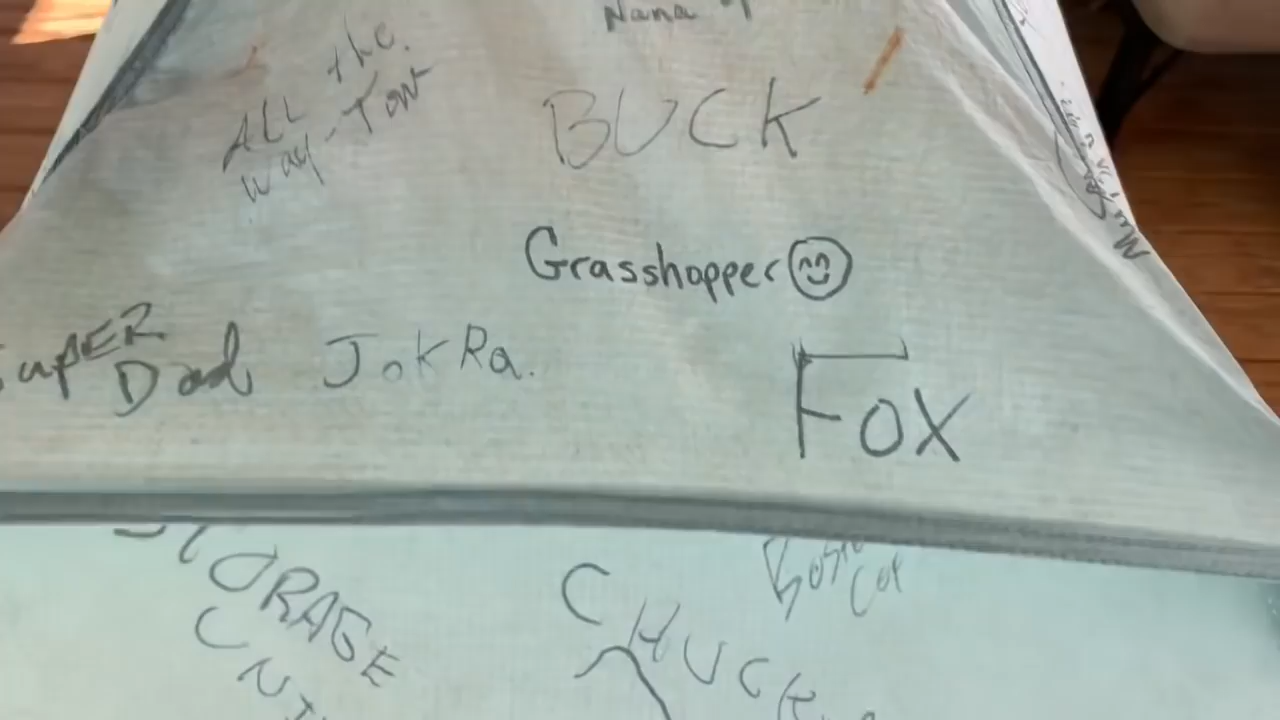 Nana
ALL the
Way-Tom
BUCK
Grasshopper
SUPER
Dad
JokRa.
FOX
STORAGE
UNIT
CHUCK